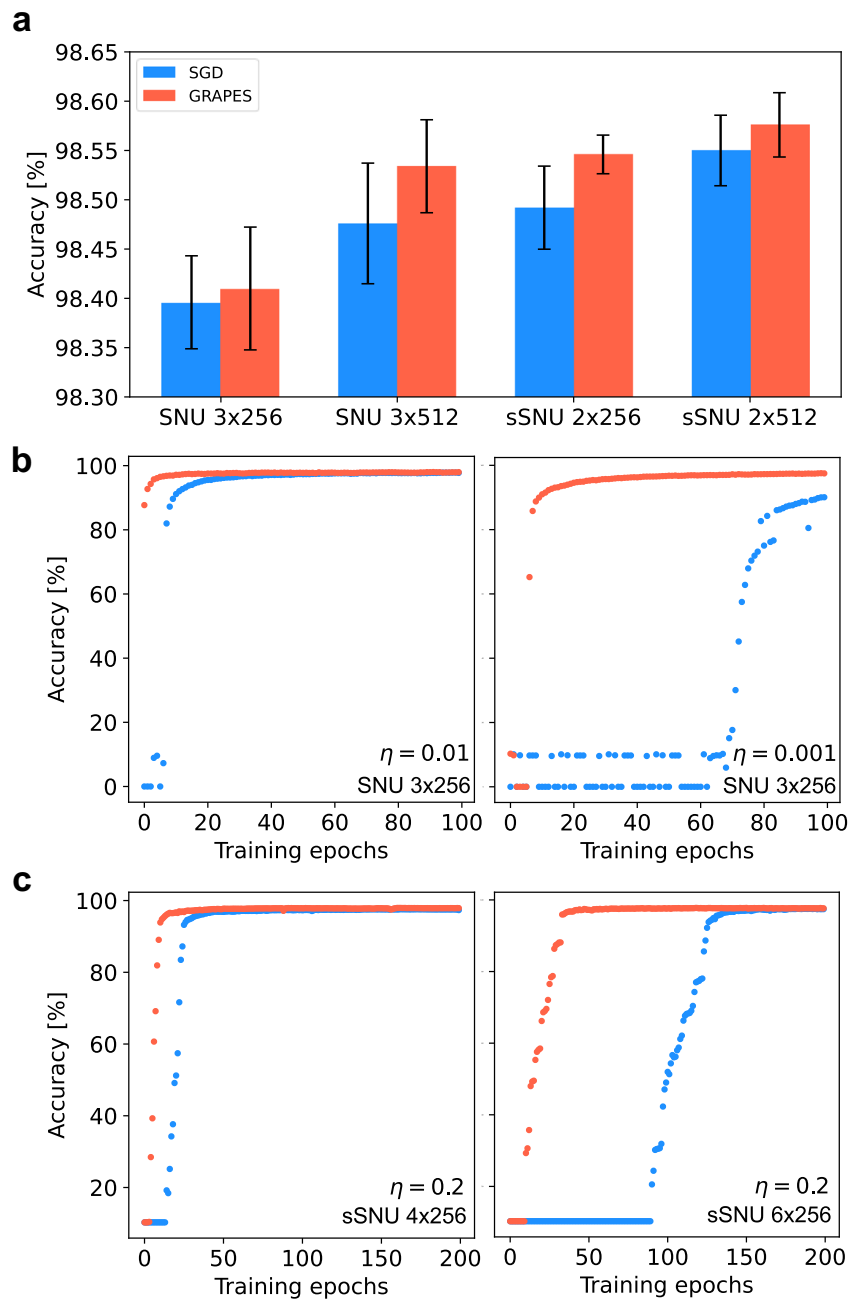 a
98.65
98.60
98.55
98.50
98.45
98.40
98.35
98.30
Accuracy [%]
SGD
GRAPES
SNU 3x256
SNU 3x512
sSNU 2x256
sSNU 2x512
b
100
80
60
40
20
0
Accuracy [%]
η = 0.01
SNU 3x256
0
20
40
60
80
100
Training epochs
η = 0.001
SNU 3x256
0
20
40
60
80
100
Training epochs
c
100
80
60
40
20
Accuracy [%]
η = 0.2
sSNU 4x256
0
50
100
150
200
Training epochs
η = 0.2
sSNU 6x256
0
50
100
150
200
Training epochs